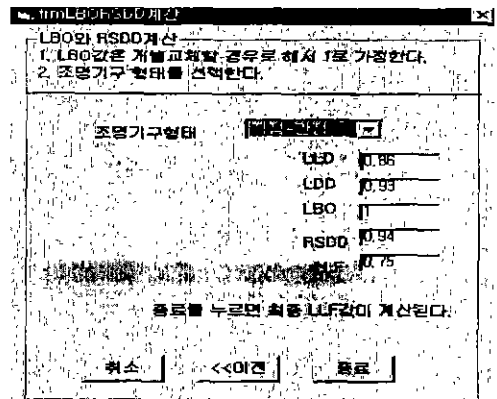 frmLBORSDD계산
LBO와 RSDD계산
1. LBO값은 개별교체할 경우로 해서 1로 가정한다.
2. 조명기구 형태를 선택한다.
조명기구형태
LLD 0.86
LDD 0.93
LBO 1
RSDD 0.94
0.75
종료를 누르면 최종 LLF값이 계산된다.
취소 <<이전 종료